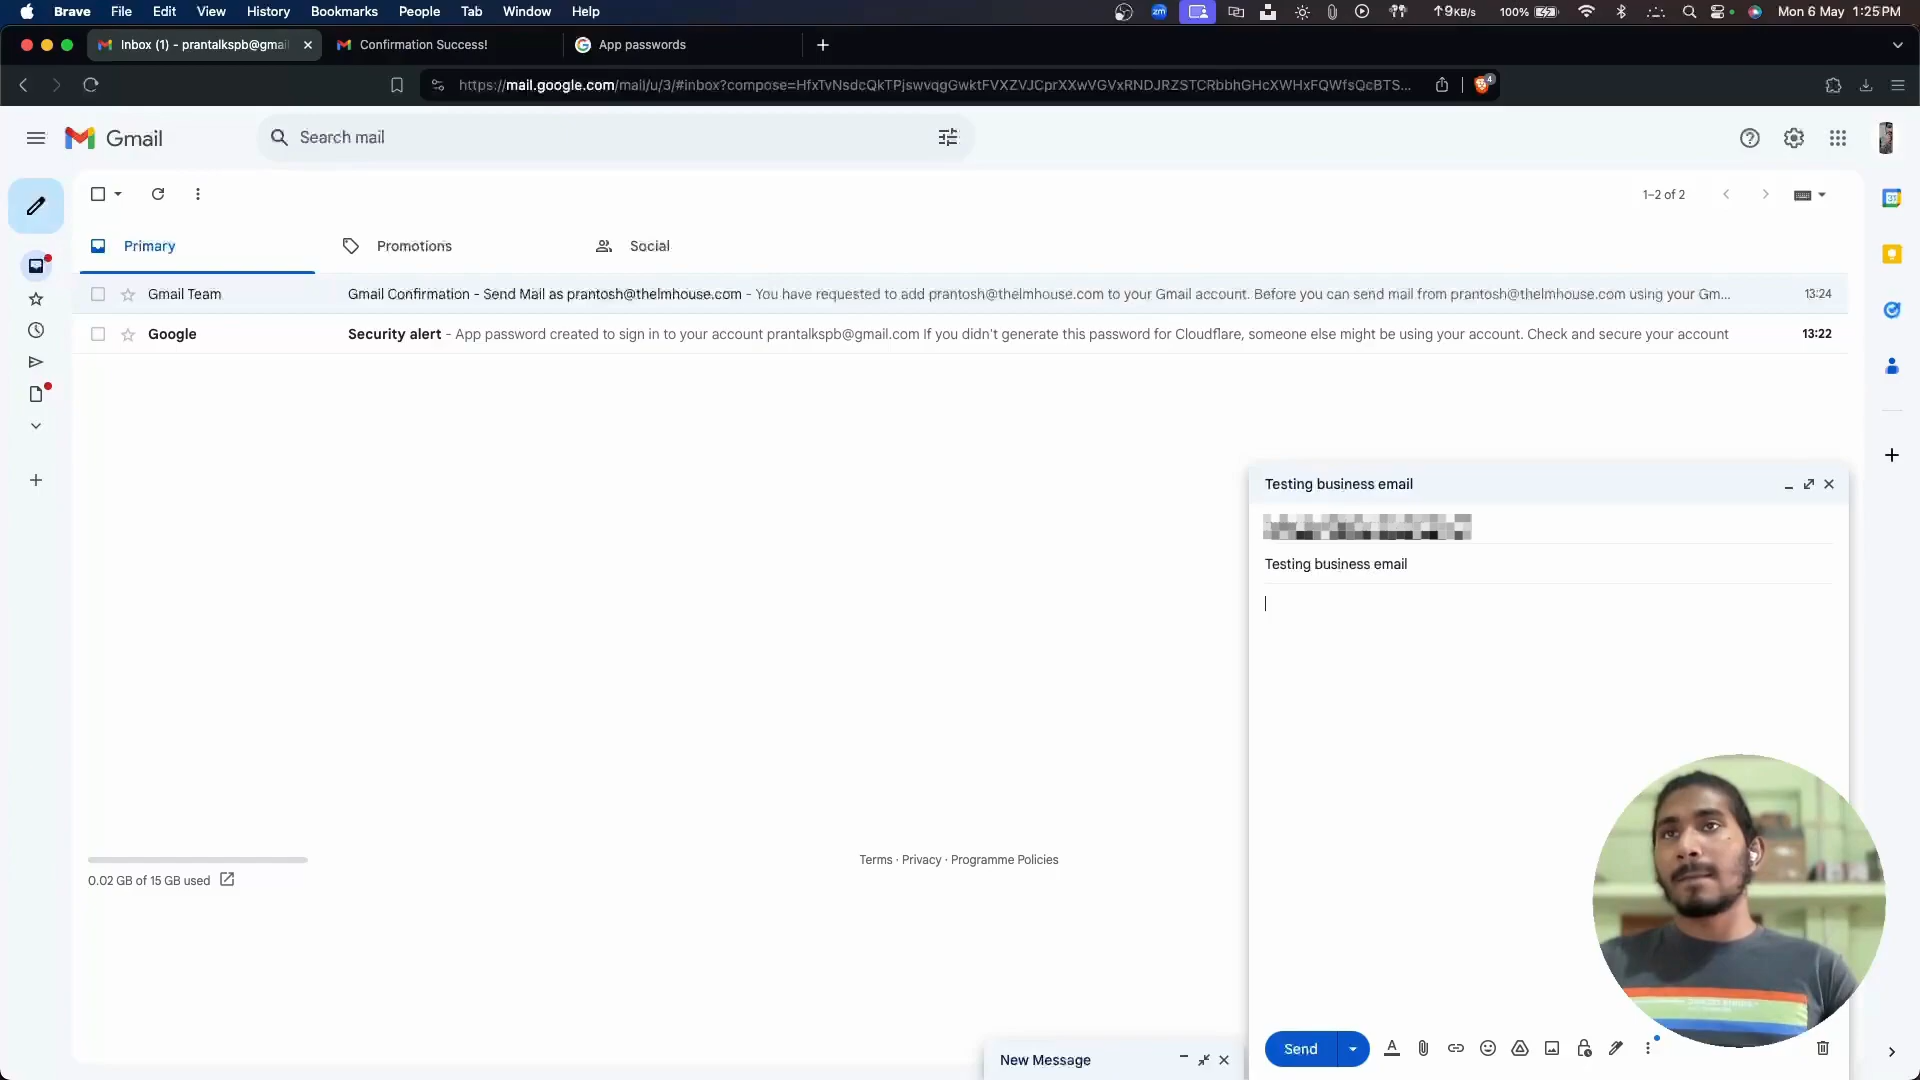 Brave File Edit View History Bookmarks People Tab Window Help
zm ↑9KB/s 100% Mon 6 May 1:25 PM
Inbox (1) - prantalkspb@gmai
Confirmation Success!
App passwords
https://mail.google.com/mail/u/3/#inbox?compose=HfxTvNsdcQkTPjswvqgGwktFVXZVJCprXXwVGVxRNDJRZSTCRbbhGHcXWHxFQWfsQcBTS...
4
Gmail
Search mail
1–2 of 2
31
Primary
Promotions
Social
Gmail Team
Gmail Confirmation - Send Mail as prantosh@thelmhouse.com - You have requested to add prantosh@thelmhouse.com to your Gmail account. Before you can send mail from prantosh@thelmhouse.com using your Gm...
13:24
Google
Security alert - App password created to sign in to your account prantalkspb@gmail.com If you didn't generate this password for Cloudflare, someone else might be using your account. Check and secure your account
13:22
Testing business email
Testing business email
0.02 GB of 15 GB used
Terms · Privacy · Programme Policies
New Message
Send